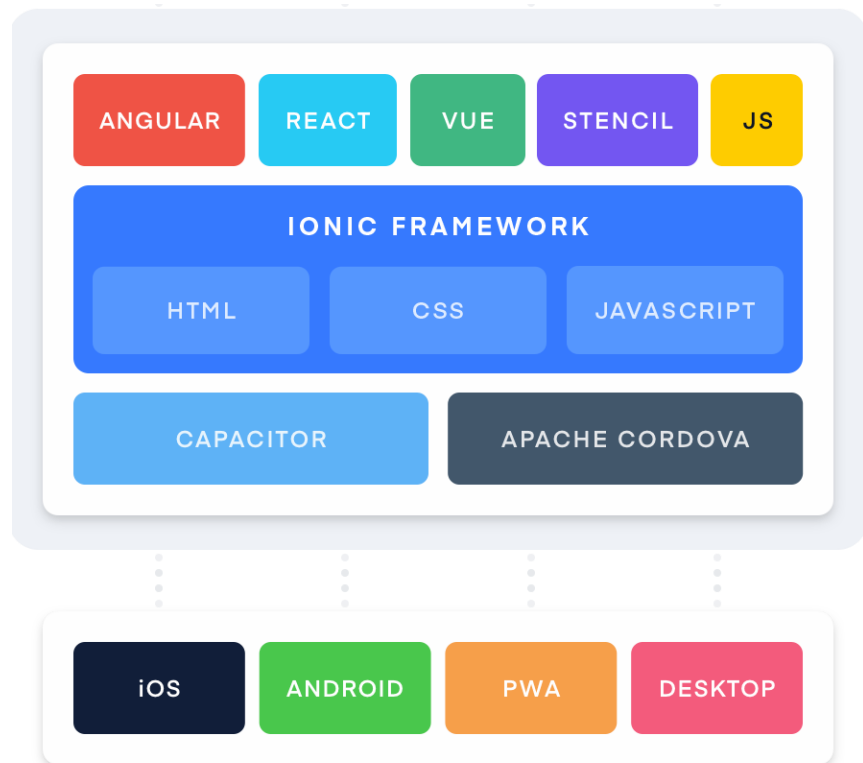 ANGULAR REACT VUE STENCIL JS
IONIC FRAMEWORK
HTML CSS JAVASCRIPT
CAPACITOR APACHE CORDOVA
iOS ANDROID PWA DESKTOP